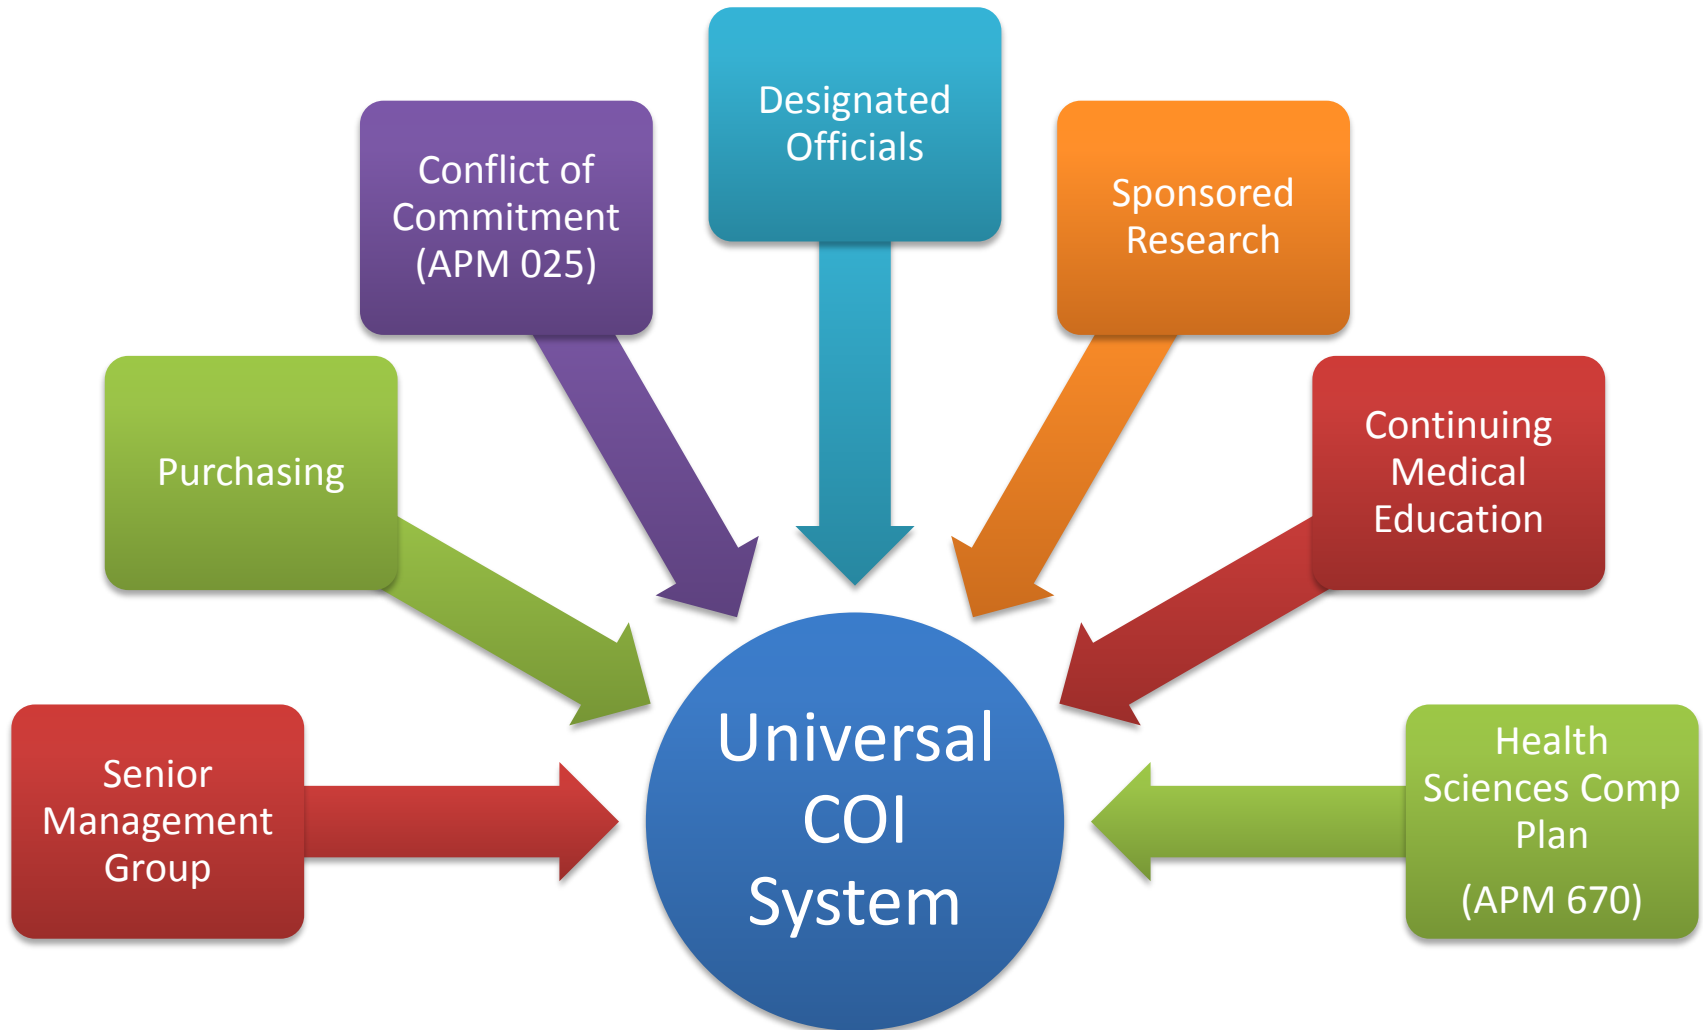 Designated
Officials
Conflict of
Commitment
(APM 025)
Sponsored
Research
Purchasing
Continuing
Medical
Education
Senior
Management
Group
Universal
COI
System
Health
Sciences Comp
Plan
(APM 670)